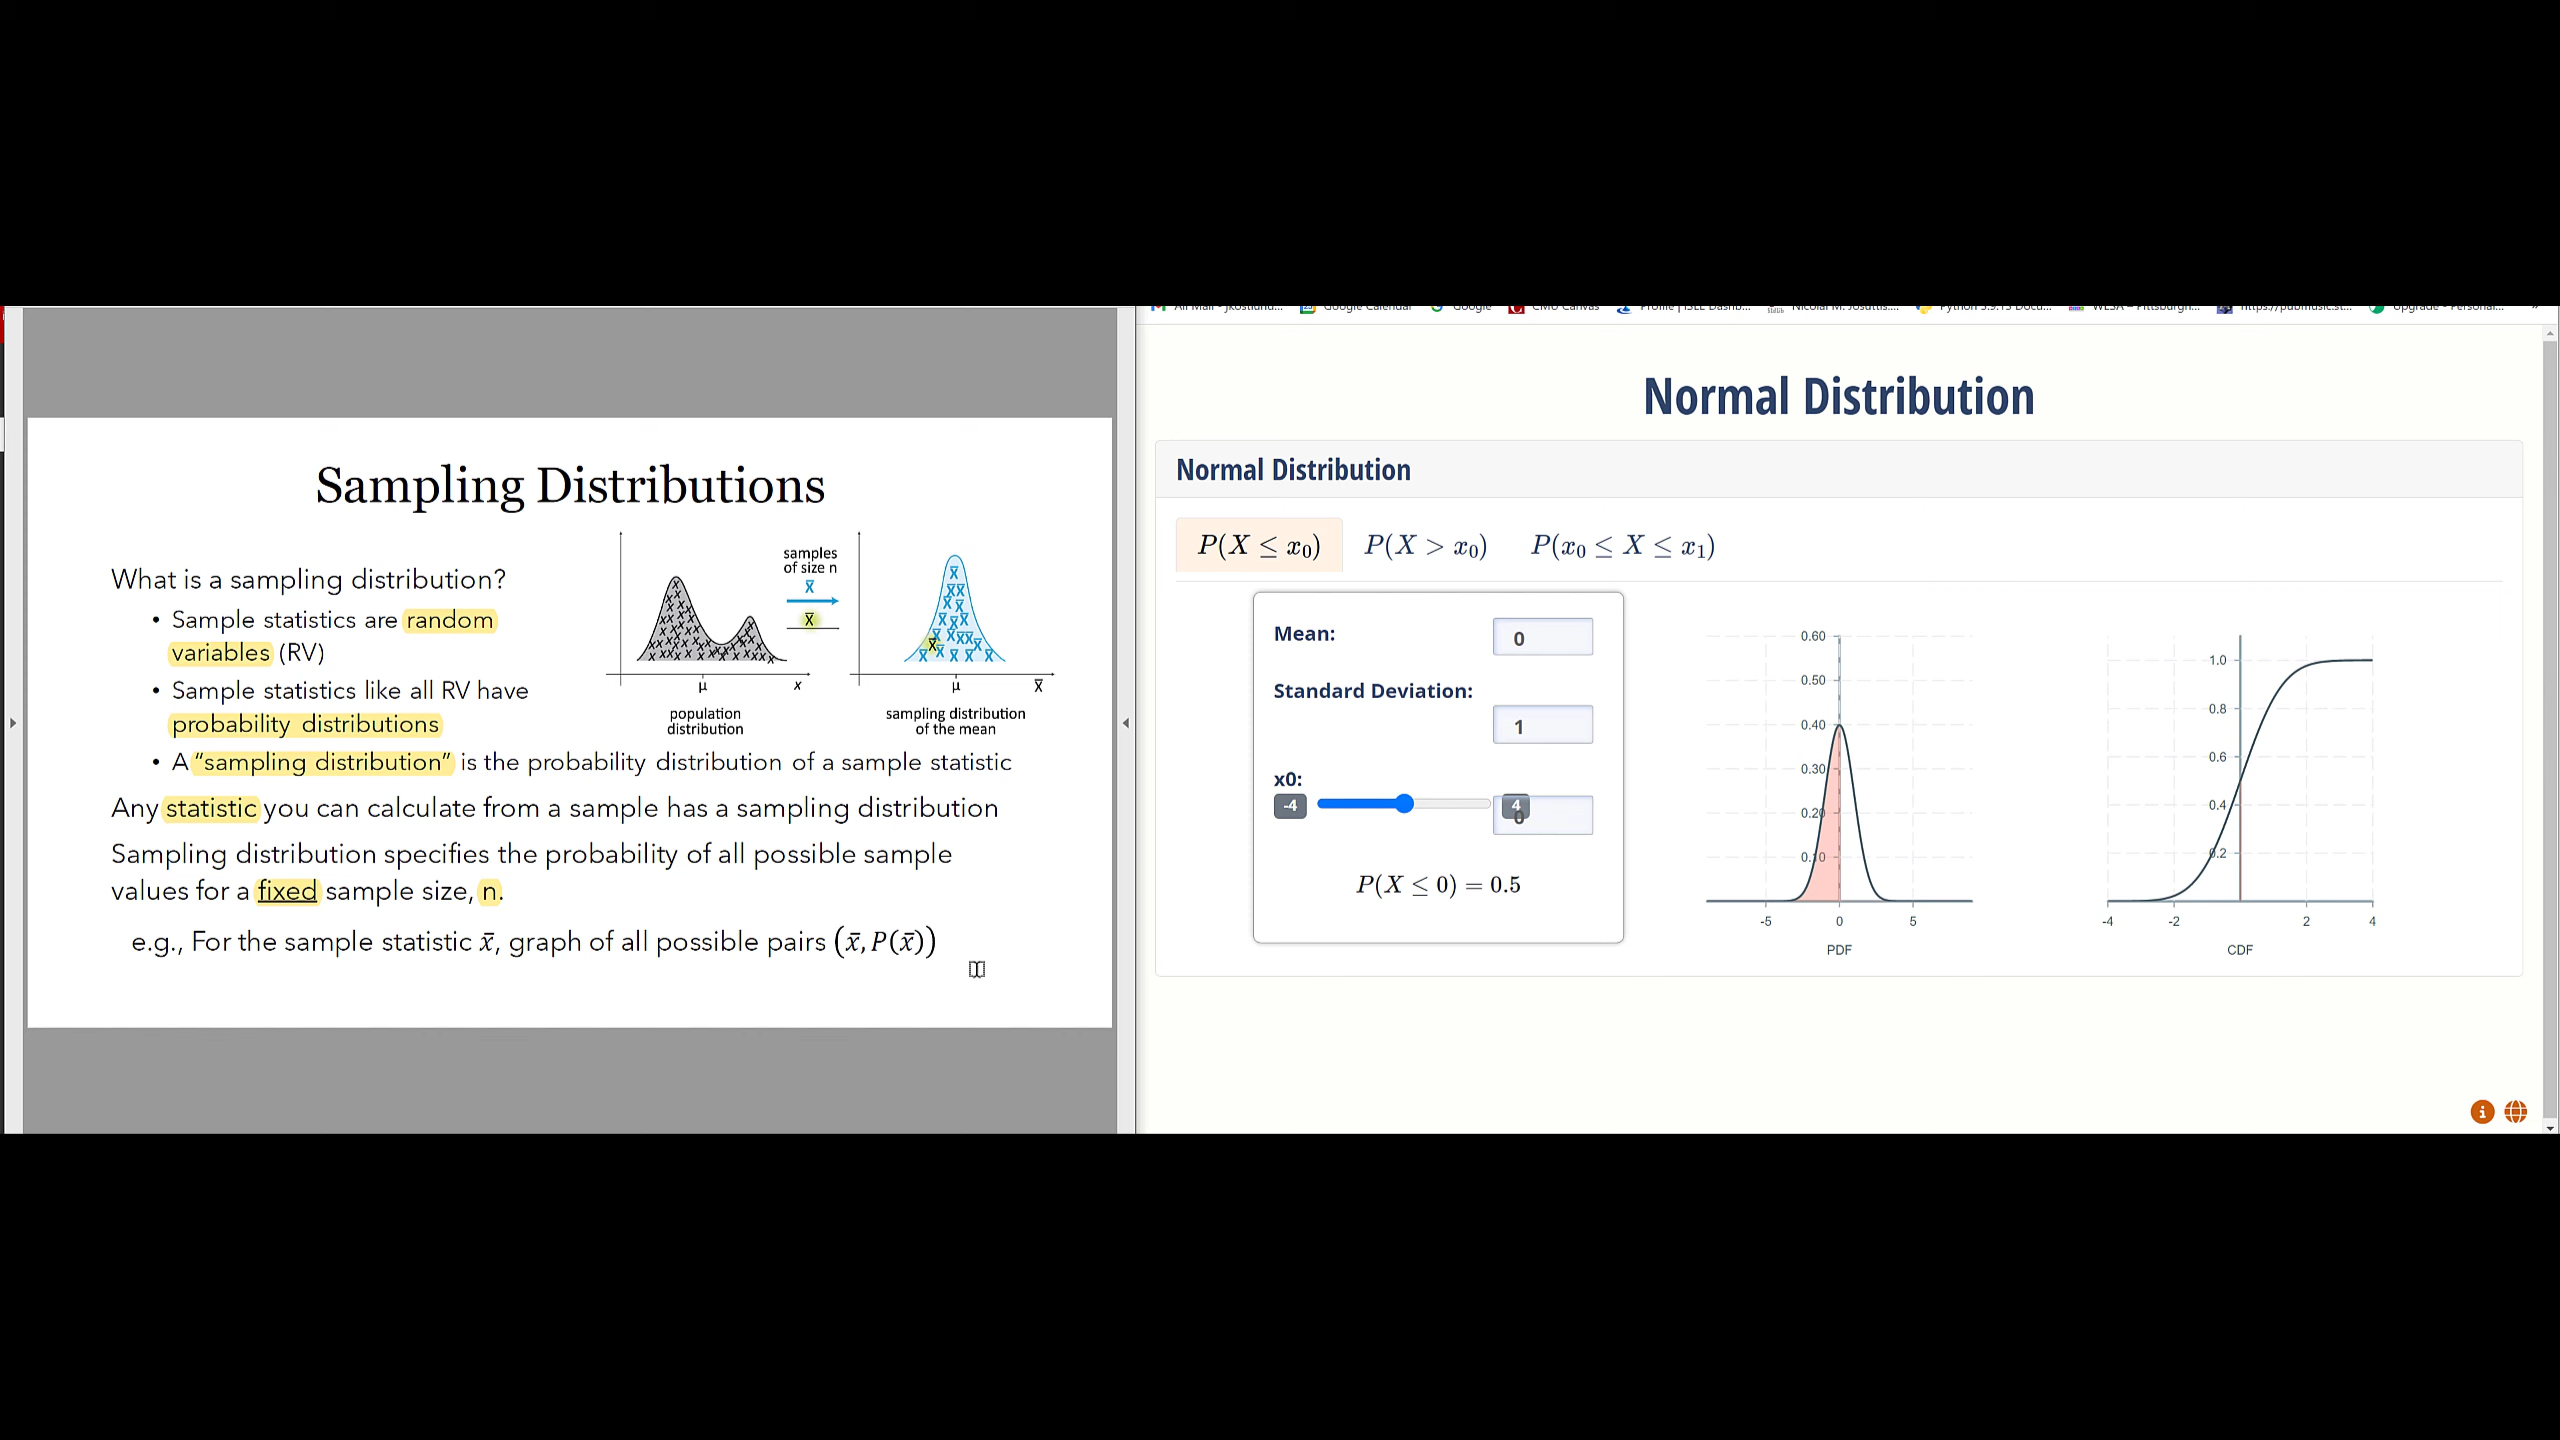 Sampling Distributions
What is a sampling distribution?
• Sample statistics are random
variables (RV)
• Sample statistics like all RV have
probability distributions
• A “sampling distribution” is the probability distribution of a sample statistic
Any statistic you can calculate from a sample has a sampling distribution
Sampling distribution specifies the probability of all possible sample
values for a fixed sample size, n.
e.g., For the sample statistic x̄, graph of all possible pairs (x̄, P(x̄))
samples
of size n
x̄
x̄
μ
x
population
distribution
μ
x̄
sampling distribution
of the mean
Google Calendar
Google
CMU Canvas
Normal Distribution
Normal Distribution
P(X ≤ x₀) P(X > x₀) P(x₀ ≤ X ≤ x₁)
Mean: 0
Standard Deviation:
1
x0:
-4 4 0
P(X ≤ 0) = 0.5
0.60
0.50
0.40
0.30
0.20
0.10
-5 0 5
PDF
1.0
0.8
0.6
0.4
0.2
-4 -2 2 4
CDF